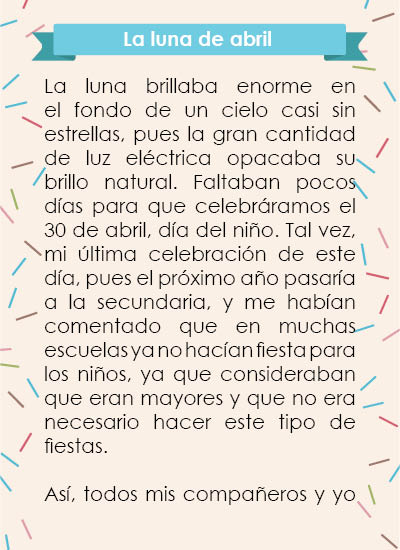 La luna de abril
La luna brillaba enorme en
el fondo de un cielo casi sin
estrellas, pues la gran cantidad
de luz eléctrica opacaba su
brillo natural. Faltaban pocos
días para que celebráramos el
30 de abril, día del niño. Tal vez,
mi última celebración de este
día, pues el próximo año pasaría
a la secundaria, y me habían
comentado que en muchas
escuelas ya no hacían fiesta para
los niños, ya que consideraban
que eran mayores y que no era
necesario hacer este tipo de
fiestas.
Así, todos mis compañeros y yo